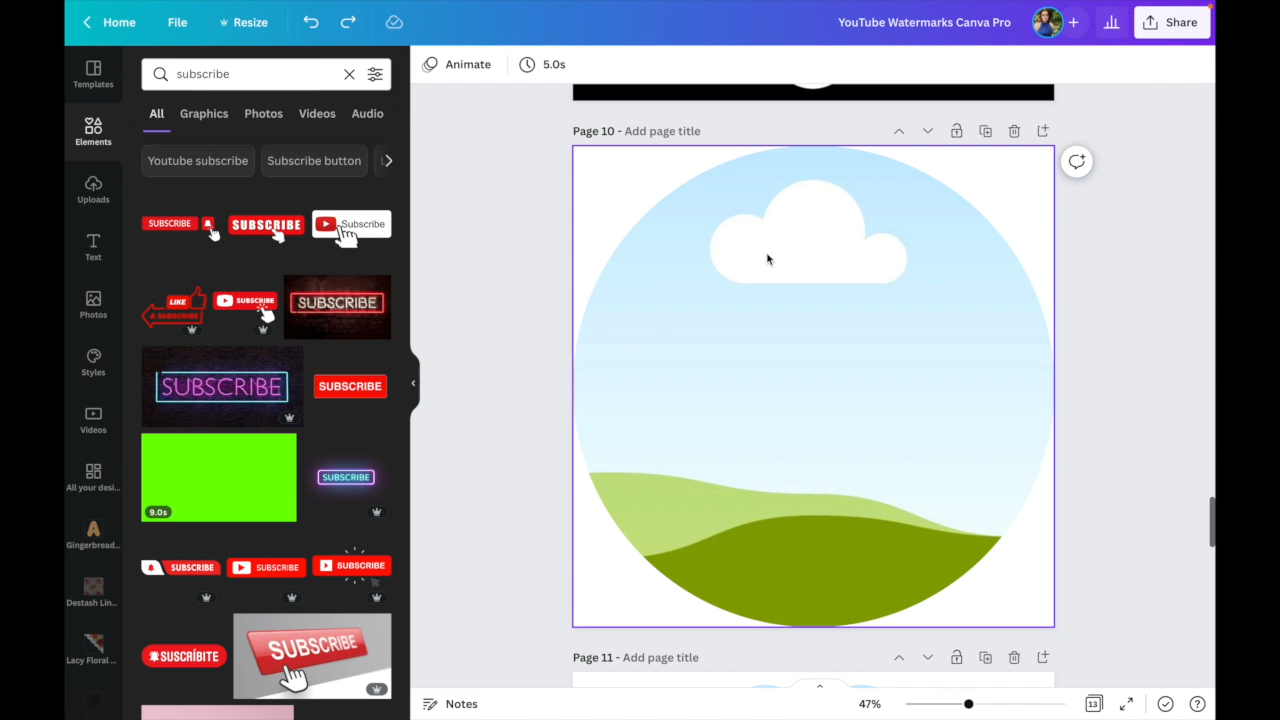 Home File Resize YouTube Watermarks Canva Pro Share
Templates
Elements
Uploads
Text
Photos
Styles
Videos
All your desi...
Gingerbread...
Destash Lin...
Lacy Floral ...
subscribe
All Graphics Photos Videos Audio
Youtube subscribe Subscribe button
SUBSCRIBE SUBSCRIBE Subscribe
LIKE
SUBSCRIBE SUBSCRIBE SUBSCRIBE
SUBSCRIBE SUBSCRIBE
9.0s SUBSCRIBE
SUBSCRIBE SUBSCRIBE SUBSCRIBE
SUSCRÍBITE SUBSCRIBE
Animate 5.0s
Page 10 - Add page title
Page 11 - Add page title
Notes 47% 13